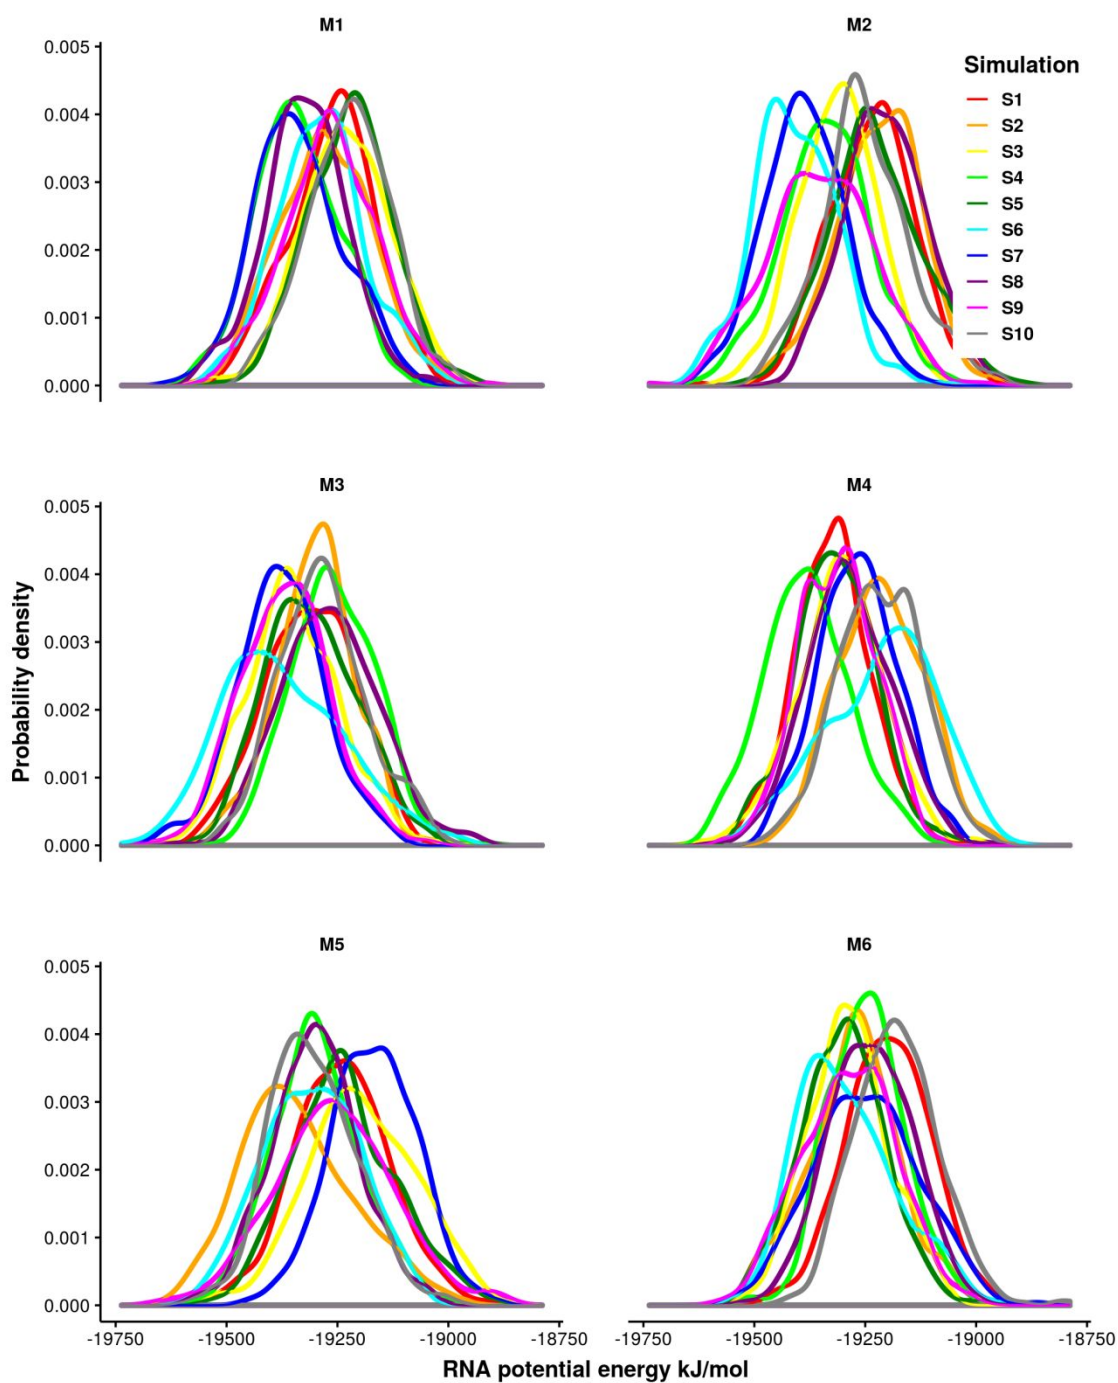 M1
M2
0.005
0.004
0.003
0.002
0.001
0.000
Simulation
S1
S2
S3
S4
S5
S6
S7
S8
S9
S10
M3
M4
0.005
0.004
0.003
0.002
0.001
0.000
Probability density
M5
M6
0.005
0.004
0.003
0.002
0.001
0.000
-19750 -19500 -19250 -19000 -18750 -19750 -19500 -19250 -19000 -18750
RNA potential energy kJ/mol